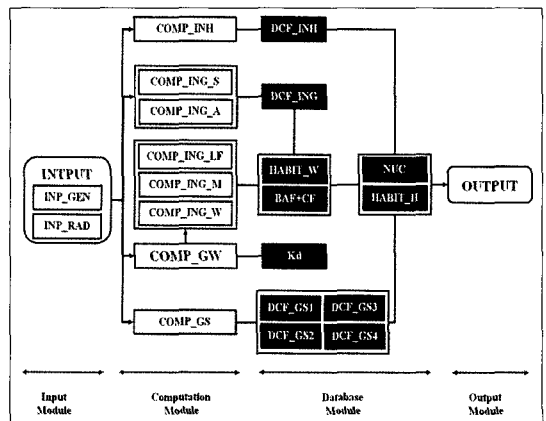 COMP_INH
DCF_INH
COMP_ING_S
COMP_ING_A
DCF_ING
COMP_ING_LF
COMP_ING_M
COMP_ING_W
HABIT_W
BAF+CF
NUC
HABIT_H
INTPUT
INP_GEN
INP_RAD
OUTPUT
COMP_GW
Kd
COMP_GS
DCF_GS1
DCF_GS3
DCF_GS2
DCF_GS4
Input
Module
Computation
Module
Database
Module
Output
Module